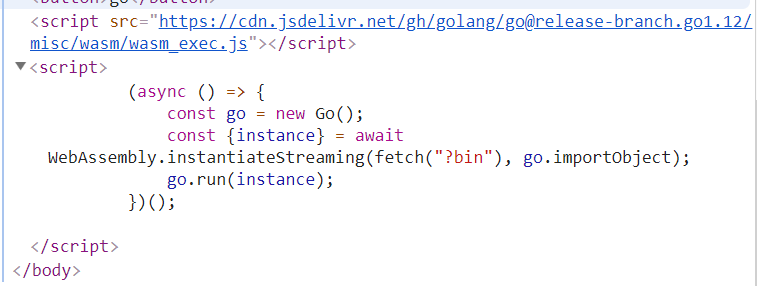 <button>go</button>
<script src="https://cdn.jsdelivr.net/gh/golang/go@release-branch.go1.12/
misc/wasm/wasm_exec.js"></script>
▼<script>
(async () => {
const go = new Go();
const {instance} = await
WebAssembly.instantiateStreaming(fetch("?bin"), go.importObject);
go.run(instance);
})();
</script>
</body>